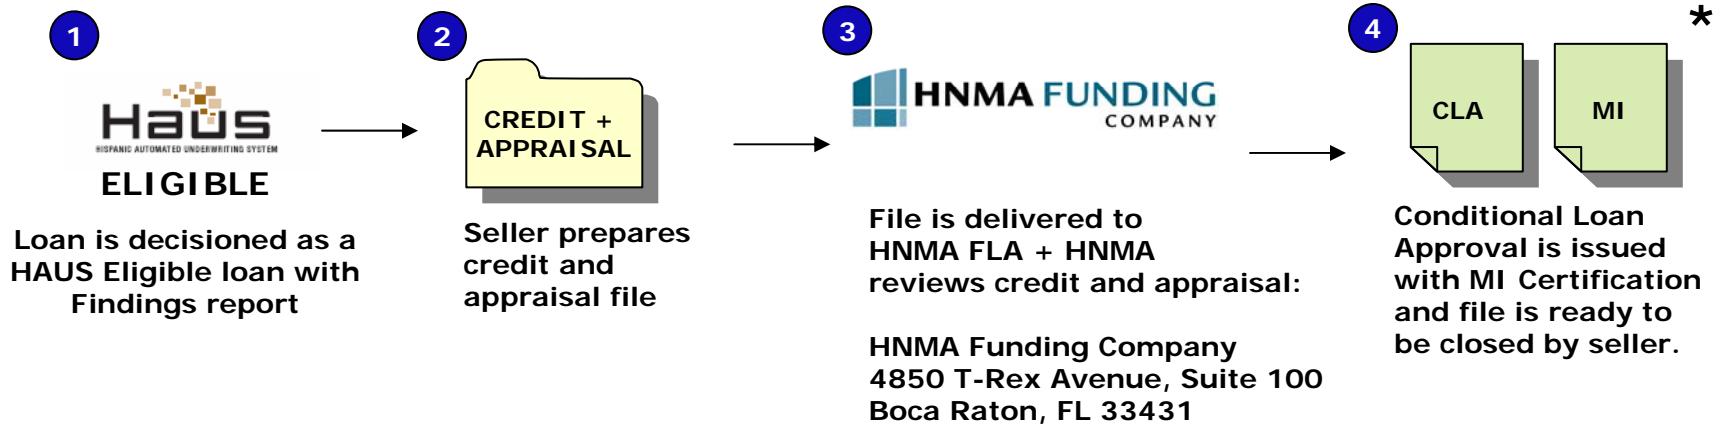 1
Haus
HISPANIC AUTOMATED UNDERWRITING SYSTEM
ELIGIBLE
Loan is decisioned as a
HAUS Eligible loan with
Findings report
2
CREDIT +
APPRAISAL
Seller prepares
credit and
appraisal file
3
HNMA FUNDING
COMPANY
File is delivered to
HNMA FLA + HNMA
reviews credit and appraisal:
HNMA Funding Company
4850 T-Rex Avenue, Suite 100
Boca Raton, FL 33431
4
*
CLA
MI
Conditional Loan
Approval is issued
with MI Certification
and file is ready to
be closed by seller.